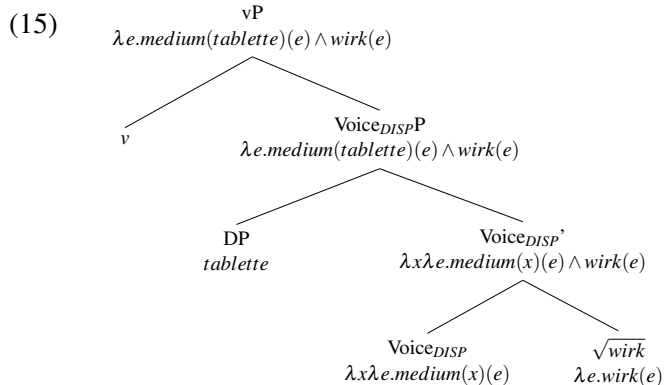 (15)
vP
λe.medium(tablette)(e) ∧ wirk(e)
v
Voice_DISP P
λe.medium(tablette)(e) ∧ wirk(e)
DP
tablette
Voice_DISP'
λxλe.medium(x)(e) ∧ wirk(e)
Voice_DISP
λxλe.medium(x)(e)
√wirk
λe.wirk(e)